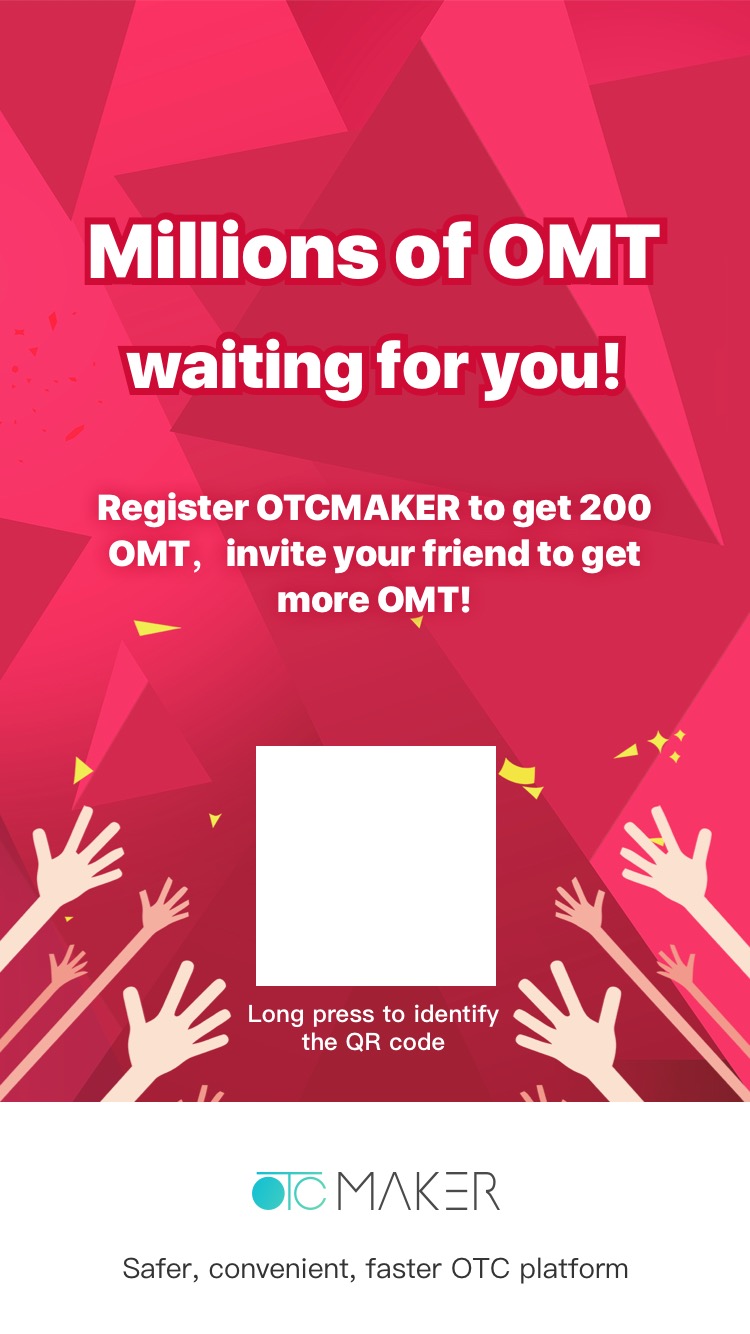 Millions of OMT
waiting for you!
Register OTCMAKER to get 200
OMT，invite your friend to get
more OMT!
Long press to identify
the QR code
OTC MAKER
Safer, convenient, faster OTC platform